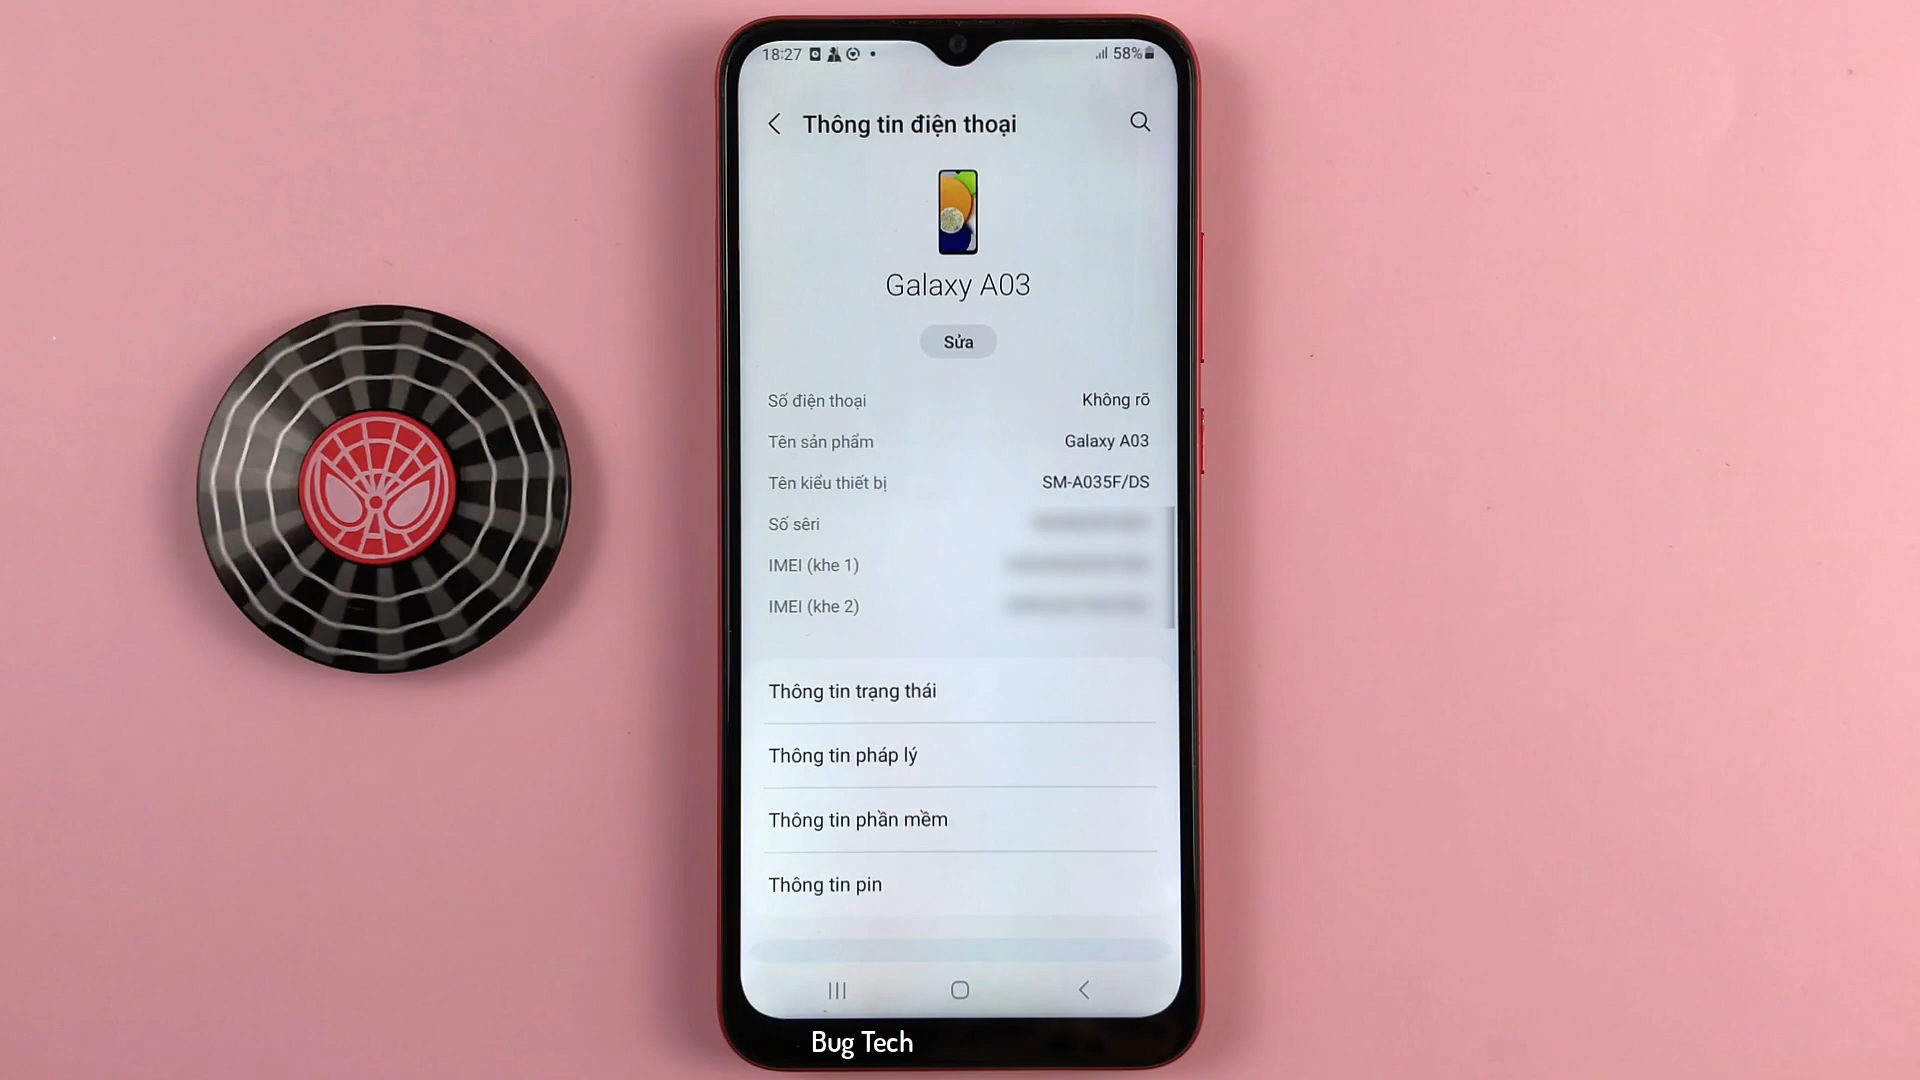 18:27
58%
Thông tin điện thoại
Galaxy A03
Sửa
Số điện thoại Không rõ
Tên sản phẩm Galaxy A03
Tên kiểu thiết bị SM-A035F/DS
Số sêri
IMEI (khe 1)
IMEI (khe 2)
Thông tin trạng thái
Thông tin pháp lý
Thông tin phần mềm
Thông tin pin
Bug Tech